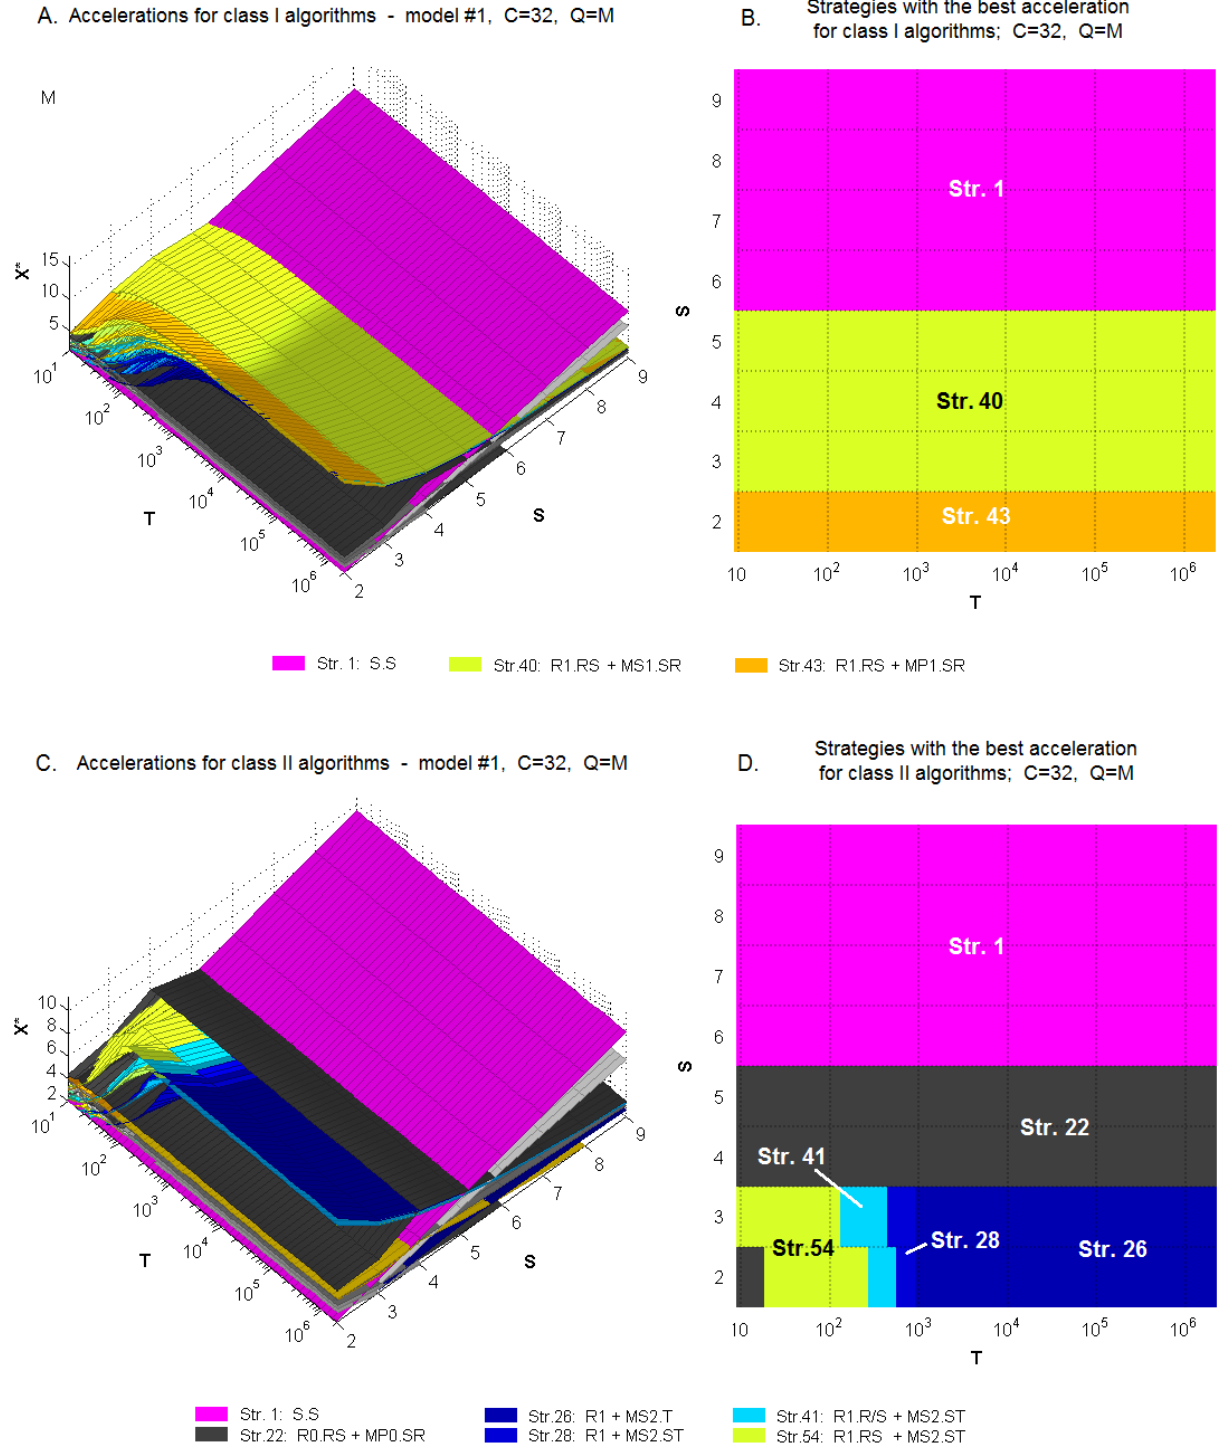 A. Accelerations for class I algorithms - model #1, C=32, Q=M
M
X*
15
10
5
10¹
10²
10³
10⁴
10⁵
10⁶
T
2
3
4
5
6
7
8
9
S
B.
Strategies with the best acceleration
for class I algorithms; C=32, Q=M
9
8
7
6
5
4
3
2
S
Str. 1
Str. 40
Str. 43
10 10² 10³ 10⁴ 10⁵ 10⁶
T
Str. 1: S.S
Str.40: R1.RS + MS1.SR
Str.43: R1.RS + MP1.SR
C. Accelerations for class II algorithms - model #1, C=32, Q=M
X*
10
8
6
4
2
10¹
10²
10³
10⁴
10⁵
10⁶
T
2
3
4
5
6
7
8
9
S
D.
Strategies with the best acceleration
for class II algorithms; C=32, Q=M
9
8
7
6
5
4
3
2
S
Str. 1
Str. 22
Str. 41
Str.54
Str. 28
Str. 26
10 10² 10³ 10⁴ 10⁵ 10⁶
T
Str. 1: S.S
Str.26: R1 + MS2.T
Str.41: R1.R/S + MS2.ST
Str.22: R0.RS + MP0.SR
Str.28: R1 + MS2.ST
Str.54: R1.RS + MS2.ST